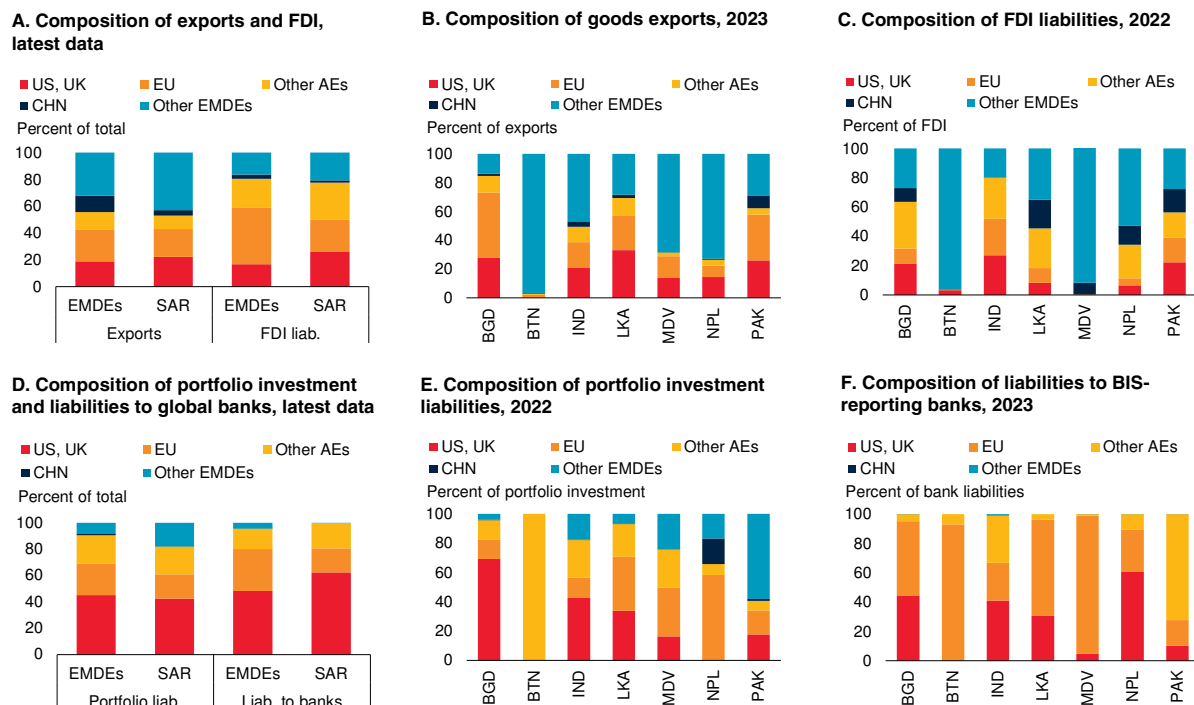 A. Composition of exports and FDI,
latest data
US, UK EU Other AEs
CHN Other EMDEs
Percent of total
100
80
60
40
20
0
EMDEs SAR EMDEs SAR
Exports FDI liab.
B. Composition of goods exports, 2023
US, UK EU Other AEs
CHN Other EMDEs
Percent of exports
100
80
60
40
20
0
BGD BTN IND LKA MDV NPL PAK
C. Composition of FDI liabilities, 2022
US, UK EU Other AEs
CHN Other EMDEs
Percent of FDI
100
80
60
40
20
0
BGD BTN IND LKA MDV NPL PAK
D. Composition of portfolio investment
and liabilities to global banks, latest data
US, UK EU Other AEs
CHN Other EMDEs
Percent of total
100
80
60
40
20
0
EMDEs SAR EMDEs SAR
Portfolio liab. Liab. to banks
E. Composition of portfolio investment
liabilities, 2022
US, UK EU Other AEs
CHN Other EMDEs
Percent of portfolio investment
100
80
60
40
20
0
BGD BTN IND LKA MDV NPL PAK
F. Composition of liabilities to BIS-
reporting banks, 2023
US, UK EU Other AEs
CHN Other EMDEs
Percent of bank liabilities
100
80
60
40
20
0
BGD BTN IND LKA MDV NPL PAK